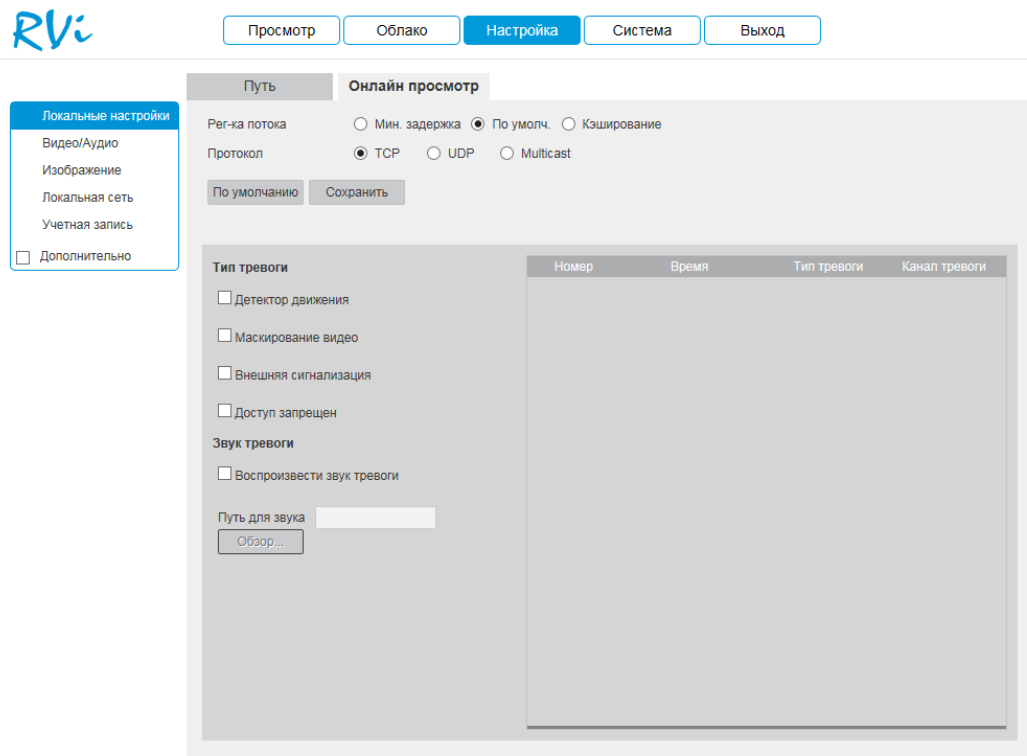 RVi
Просмотр Облако Настройка Система Выход
Путь Онлайн просмотр
Локальные настройки
Видео/Аудио
Изображение
Локальная сеть
Учетная запись
Дополнительно
Рег-ка потока Мин. задержка По умолч. Кэширование
Протокол TCP UDP Multicast
По умолчанию Сохранить
Тип тревоги
Детектор движения
Маскирование видео
Внешняя сигнализация
Доступ запрещен
Звук тревоги
Воспроизвести звук тревоги
Путь для звука
Обзор...
Номер Время Тип тревоги Канал тревоги